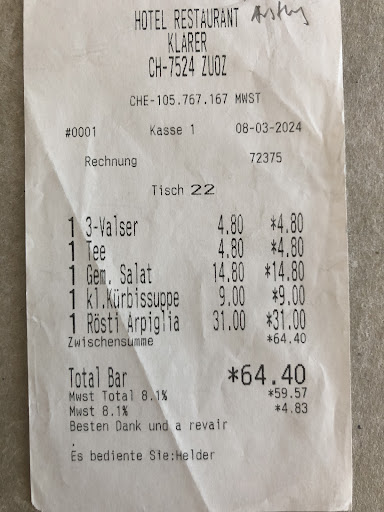 HOTEL RESTAURANT
KLARER
CH-7524 ZUOZ
CHE-105.767.167 MWST
#0001 Kasse 1 08-03-2024
Rechnung 72375
Tisch 22
1 3-Valser 4.80 *4.80
1 Tee 4.80 *4.80
1 Gem. Salat 14.80 *14.80
1 kl.Kürbissuppe 9.00 *9.00
1 Rösti Arpiglia 31.00 *31.00
Zwischensumme *64.40
Total Bar *64.40
Mwst Total 8.1% *59.57
Mwst 8.1% *4.83
Besten Dank und a revair
.
Es bediente Sie:Helder